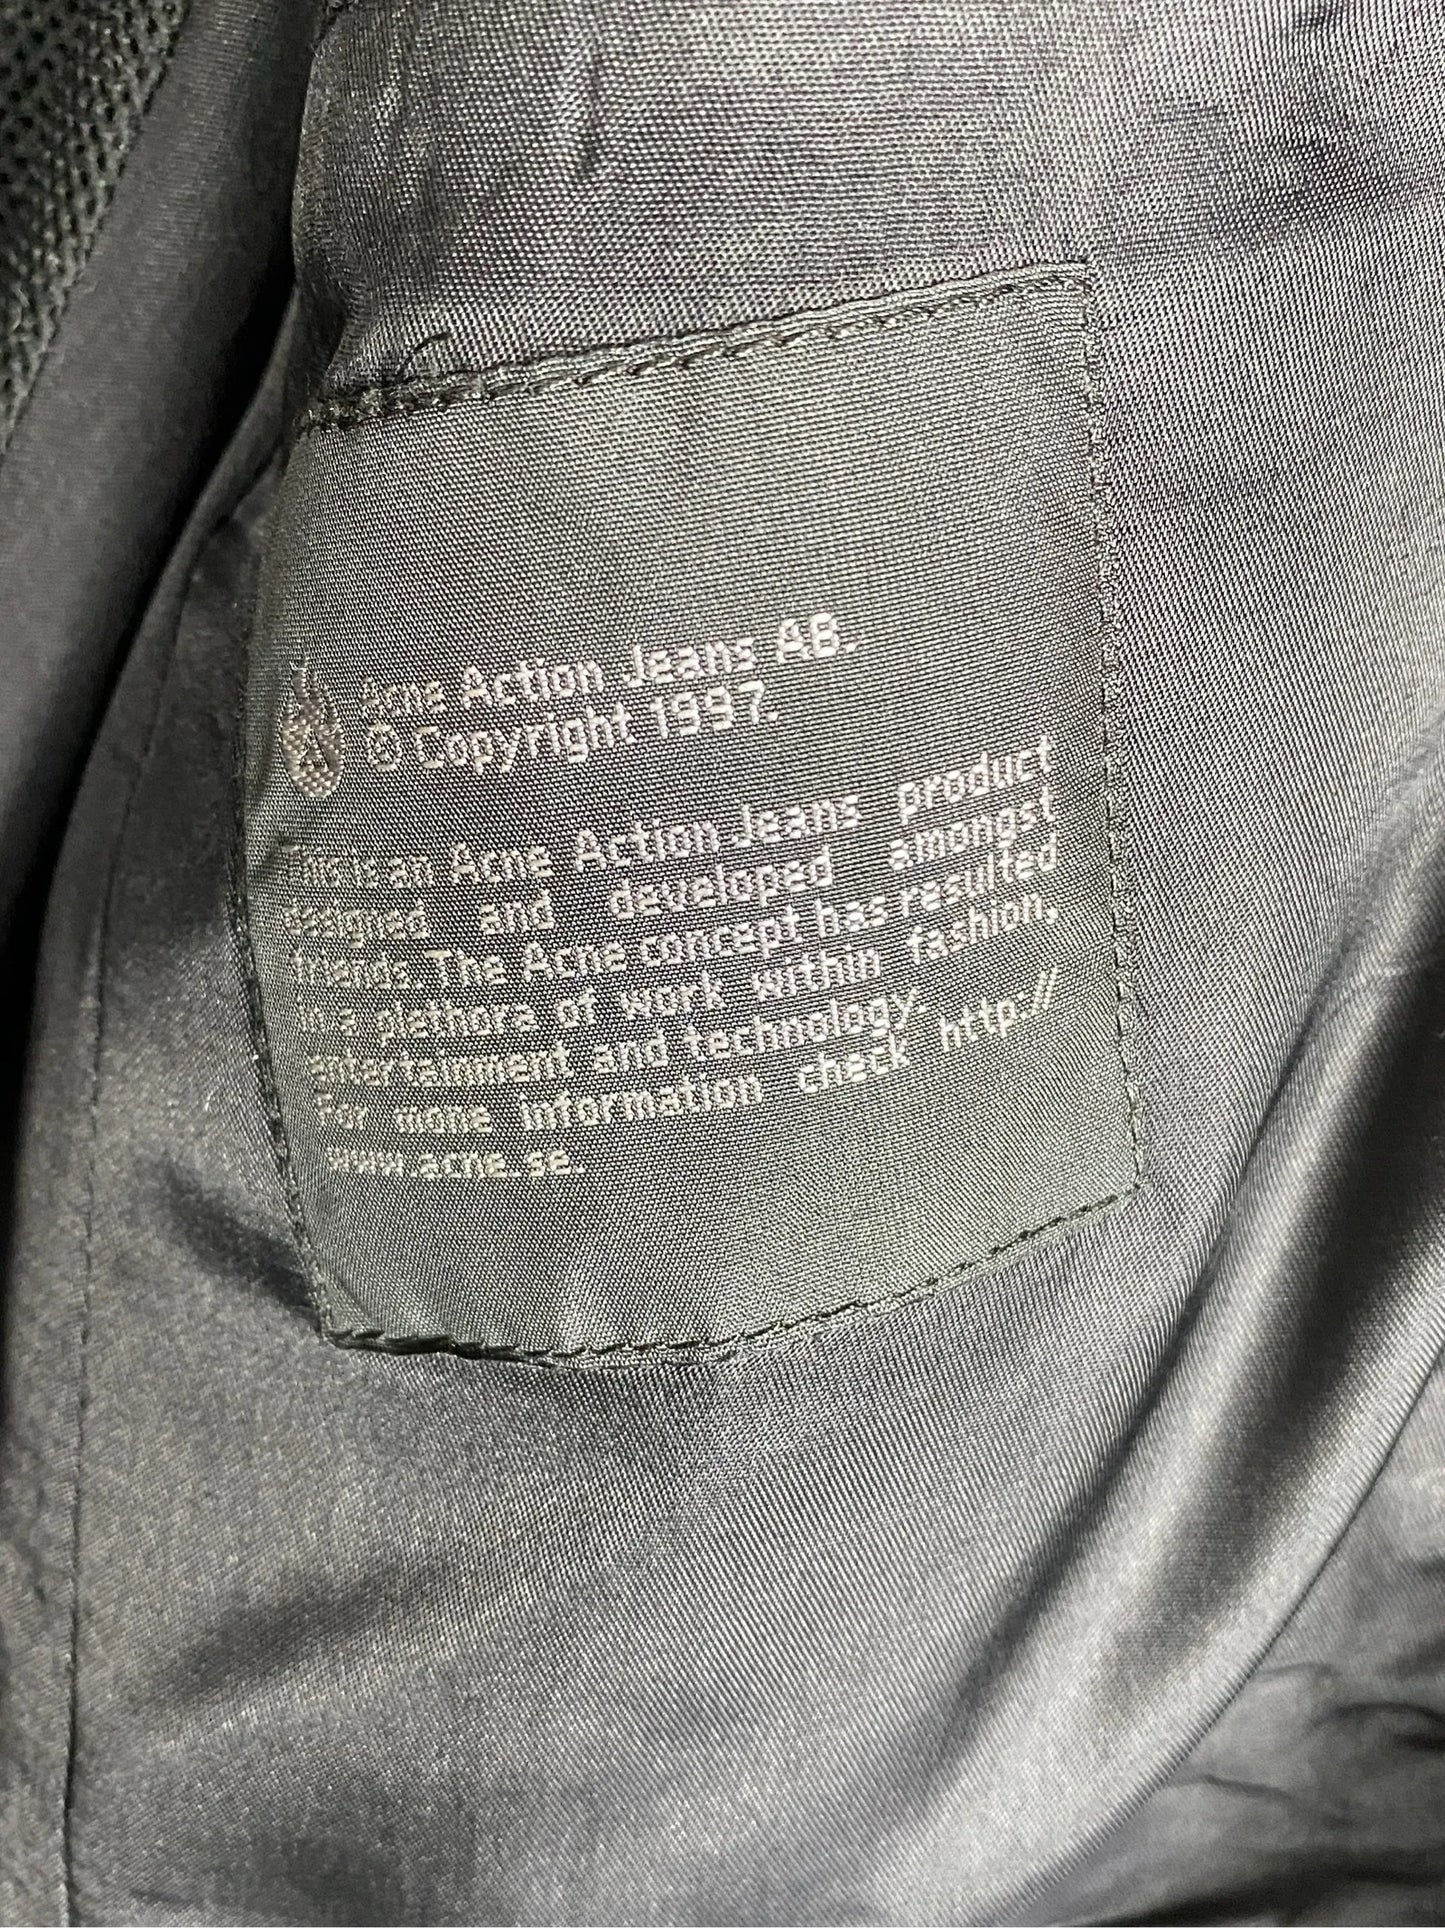 Acne Action Jeans AB.
© Copyright 1997.
This is an Acne Action Jeans product
designed and developed amongst
friends. The Acne concept has resulted
in a plethora of work within fashion,
entertainment and technology.
For more information check http://
www.acne.se.